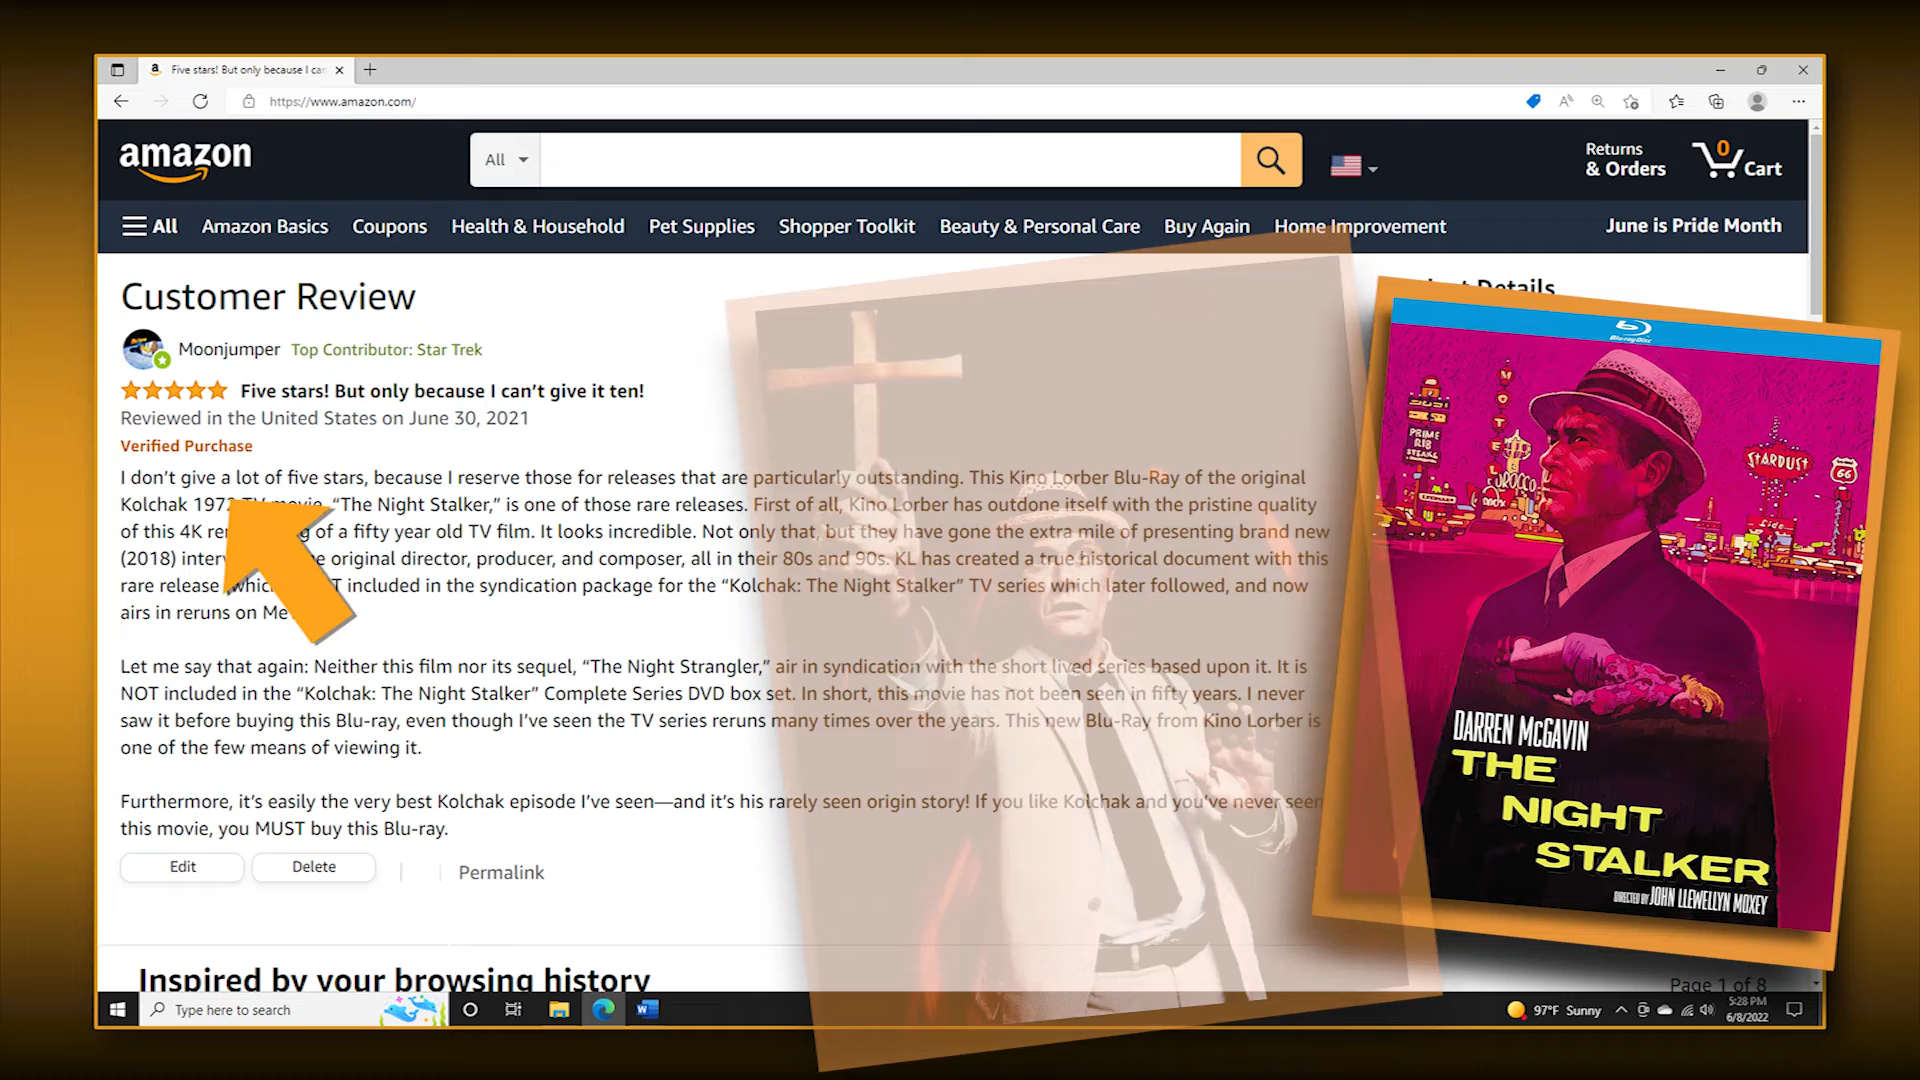 Five stars! But only because I ca
https://www.amazon.com/
amazon
All
Returns
& Orders
0
Cart
All Amazon Basics Coupons Health & Household Pet Supplies Shopper Toolkit Beauty & Personal Care Buy Again Home Improvement June is Pride Month
Customer Review
Details
Moonjumper Top Contributor: Star Trek
Five stars! But only because I can't give it ten!
Reviewed in the United States on June 30, 2021
Verified Purchase
I don't give a lot of five stars, because I reserve those for releases that are particularly outstanding. This Kino Lorber Blu-Ray of the original
Kolchak 1972 TV movie, “The Night Stalker,” is one of those rare releases. First of all, Kino Lorber has outdone itself with the pristine quality
of this 4K of a fifty year old TV film. It looks incredible. Not only that, but they have gone the extra mile of presenting brand new
(2018) original director, producer, and composer, all in their 80s and 90s. KL has created a true historical document with this
rare release included in the syndication package for the “Kolchak: The Night Stalker” TV series which later followed, and now
airs in reruns on Me
Let me say that again: Neither this film nor its sequel, “The Night Strangler,” air in syndication with the short lived series based upon it. It is
NOT included in the “Kolchak: The Night Stalker” Complete Series DVD box set. In short, this movie has not been seen in fifty years. I never
saw it before buying this Blu-ray, even though I've seen the TV series reruns many times over the years. This new Blu-Ray from Kino Lorber is
one of the few means of viewing it.
Furthermore, it's easily the very best Kolchak episode I've seen—and it's his rarely seen origin story! If you like Kolchak and you've never seen
this movie, you MUST buy this Blu-ray.
Edit Delete Permalink
Blu-ray Disc
MOTEL
PRIME
RIB
STEAKS
STARDUST
66
DARREN McGAVIN
THE
NIGHT
STALKER
DIRECTED BY JOHN LLEWELLYN MOXEY
Inspired by your browsing history
Page 1 of 8
Type here to search
97°F Sunny
5:28 PM
6/8/2022